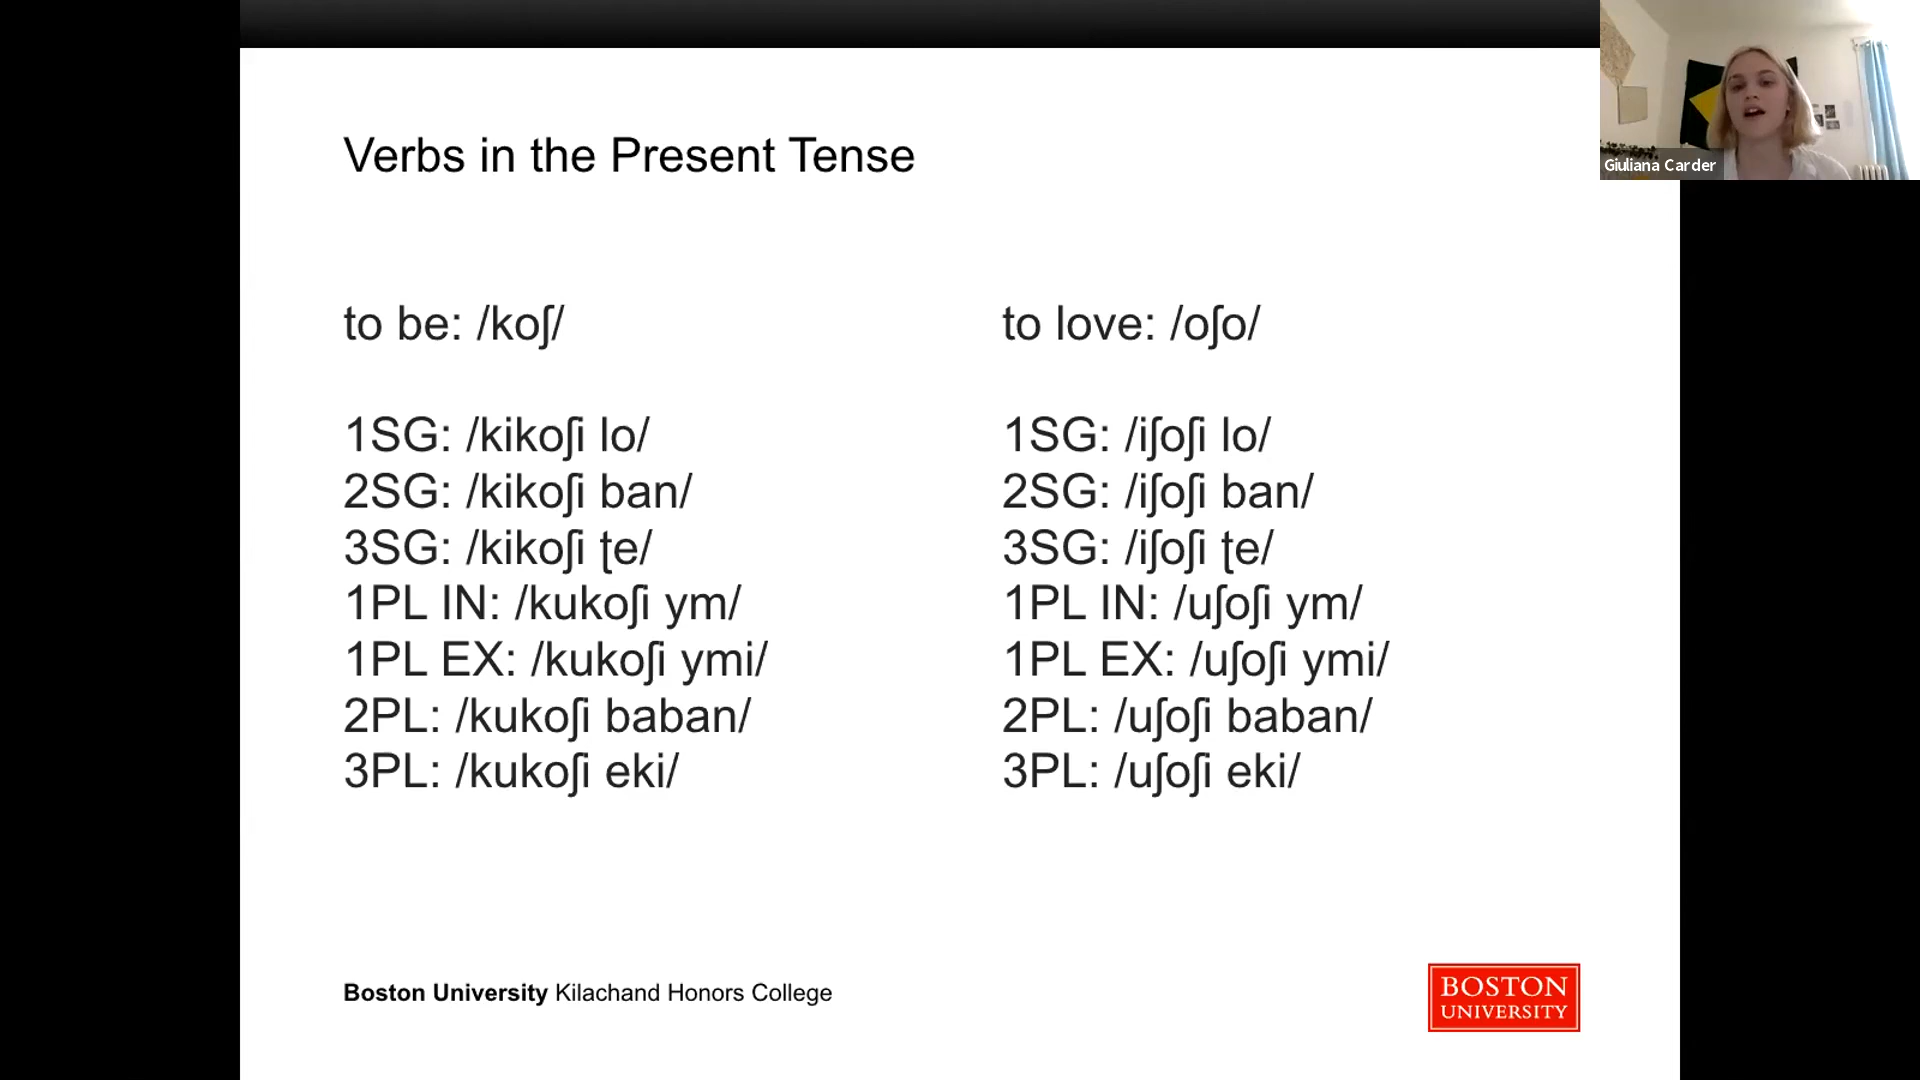 Giuliana Carder
Verbs in the Present Tense
to be: /koʃ/
1SG: /kikoʃi lo/
2SG: /kikoʃi ban/
3SG: /kikoʃi ʈe/
1PL IN: /kukoʃi ym/
1PL EX: /kukoʃi ymi/
2PL: /kukoʃi baban/
3PL: /kukoʃi eki/
to love: /oʃo/
1SG: /iʃoʃi lo/
2SG: /iʃoʃi ban/
3SG: /iʃoʃi ʈe/
1PL IN: /uʃoʃi ym/
1PL EX: /uʃoʃi ymi/
2PL: /uʃoʃi baban/
3PL: /uʃoʃi eki/
Boston University Kilachand Honors College
BOSTON
UNIVERSITY